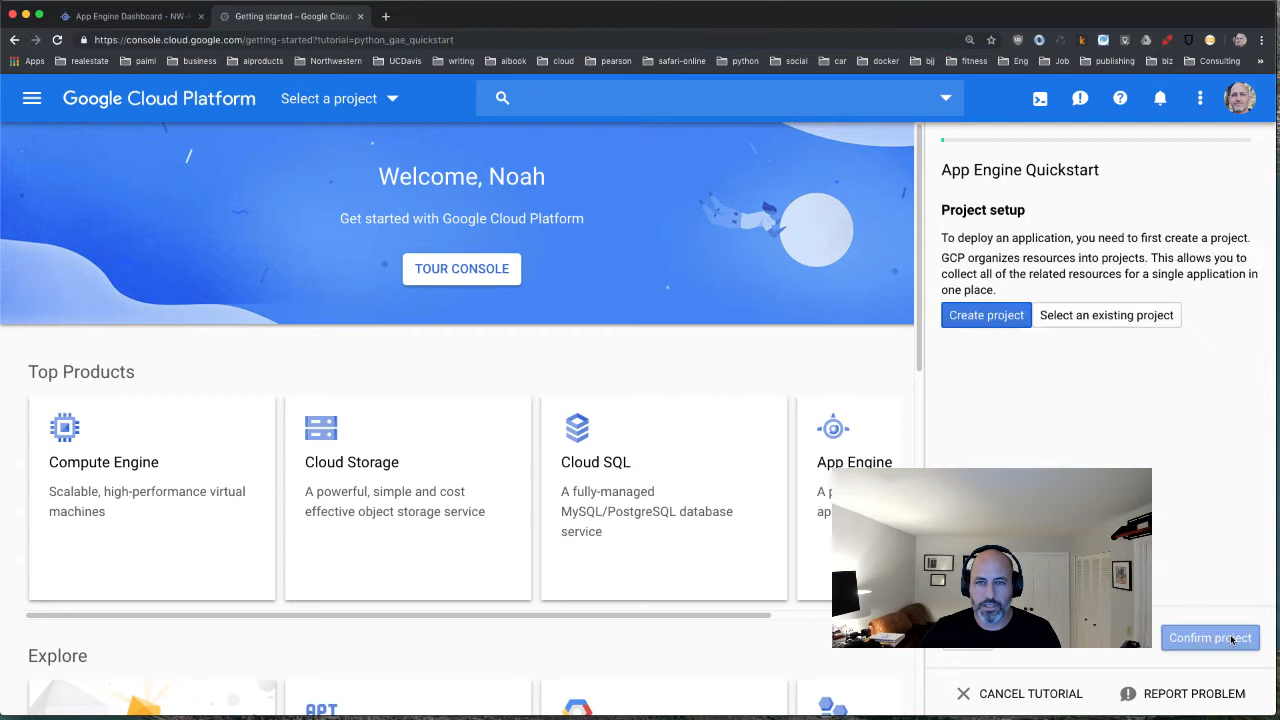 App Engine Dashboard - NW-
Getting started – Google Clou
https://console.cloud.google.com/getting-started?tutorial=python_gae_quickstart
Apps realestate paiml business aiproducts Northwestern UCDavis writing aibook cloud pearson safari-online python social car docker bjj fitness Eng Job publishing biz Consulting »
Google Cloud Platform Select a project
Welcome, Noah
Get started with Google Cloud Platform
TOUR CONSOLE
App Engine Quickstart
Project setup
To deploy an application, you need to first create a project.
GCP organizes resources into projects. This allows you to
collect all of the related resources for a single application in
one place.
Create project Select an existing project
Top Products
Compute Engine
Scalable, high-performance virtual
machines
Cloud Storage
A powerful, simple and cost
effective object storage service
Cloud SQL
A fully-managed
MySQL/PostgreSQL database
service
App Engine
Confirm project
Explore
API
CANCEL TUTORIAL REPORT PROBLEM